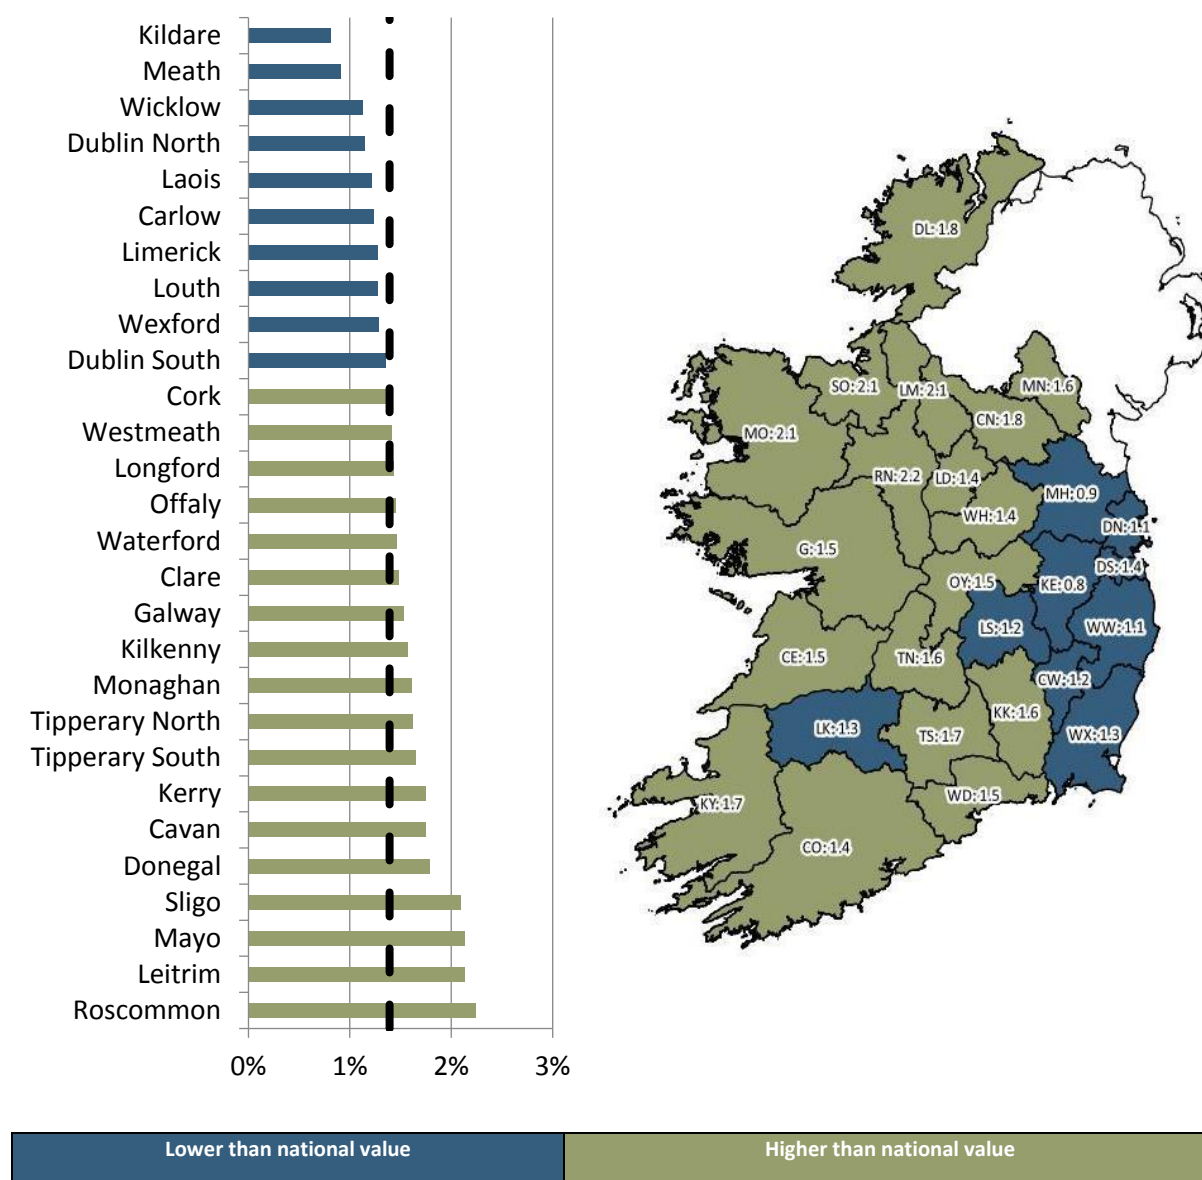 Kildare
Meath
Wicklow
Dublin North
Laois
Carlow
Limerick
Louth
Wexford
Dublin South
Cork
Westmeath
Longford
Offaly
Waterford
Clare
Galway
Kilkenny
Monaghan
Tipperary North
Tipperary South
Kerry
Cavan
Donegal
Sligo
Mayo
Leitrim
Roscommon
0% 1% 2% 3%
DL: 1.8
SO: 2.1
LM: 2.1
MN: 1.6
CN: 1.8
MO: 2.1
RN: 2.2
LD: 1.4
MH: 0.9
WH: 1.4
DN: 1.1
G: 1.5
DS: 1.4
OY: 1.5
KE: 0.8
LS: 1.2
WW: 1.1
CE: 1.5
TN: 1.6
CW: 1.2
KK: 1.6
LK: 1.3
TS: 1.7
WX: 1.3
KY: 1.7
WD: 1.5
CO: 1.4
Lower than national value
Higher than national value